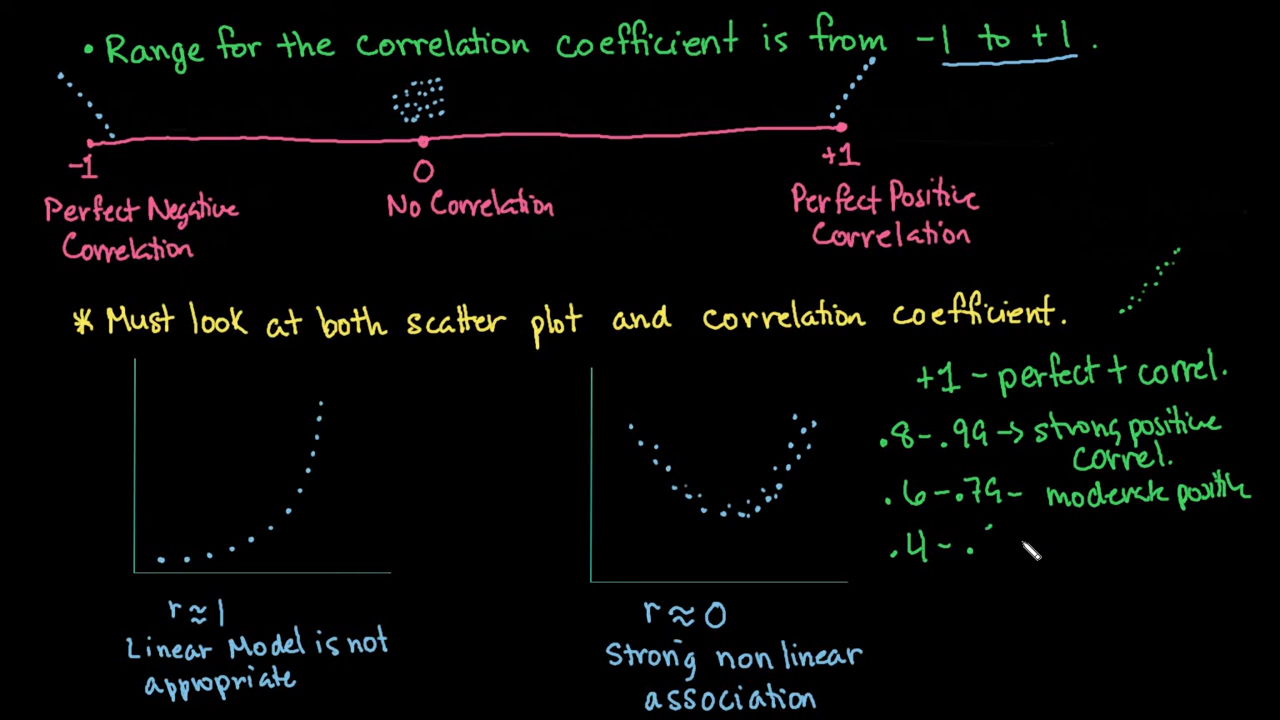 • Range for the correlation coefficient is from -1 to +1.
-1
0
+1
Perfect Negative
Correlation
No Correlation
Perfect Positive
Correlation
* Must look at both scatter plot and correlation coefficient.
+1 - perfect + correl.
.8 - .99 → strong positive
correl.
.6 - .79 - moderate positive
.4 - .
r ≈ 1
Linear Model is not
appropriate
r ≈ 0
Strong non linear
association